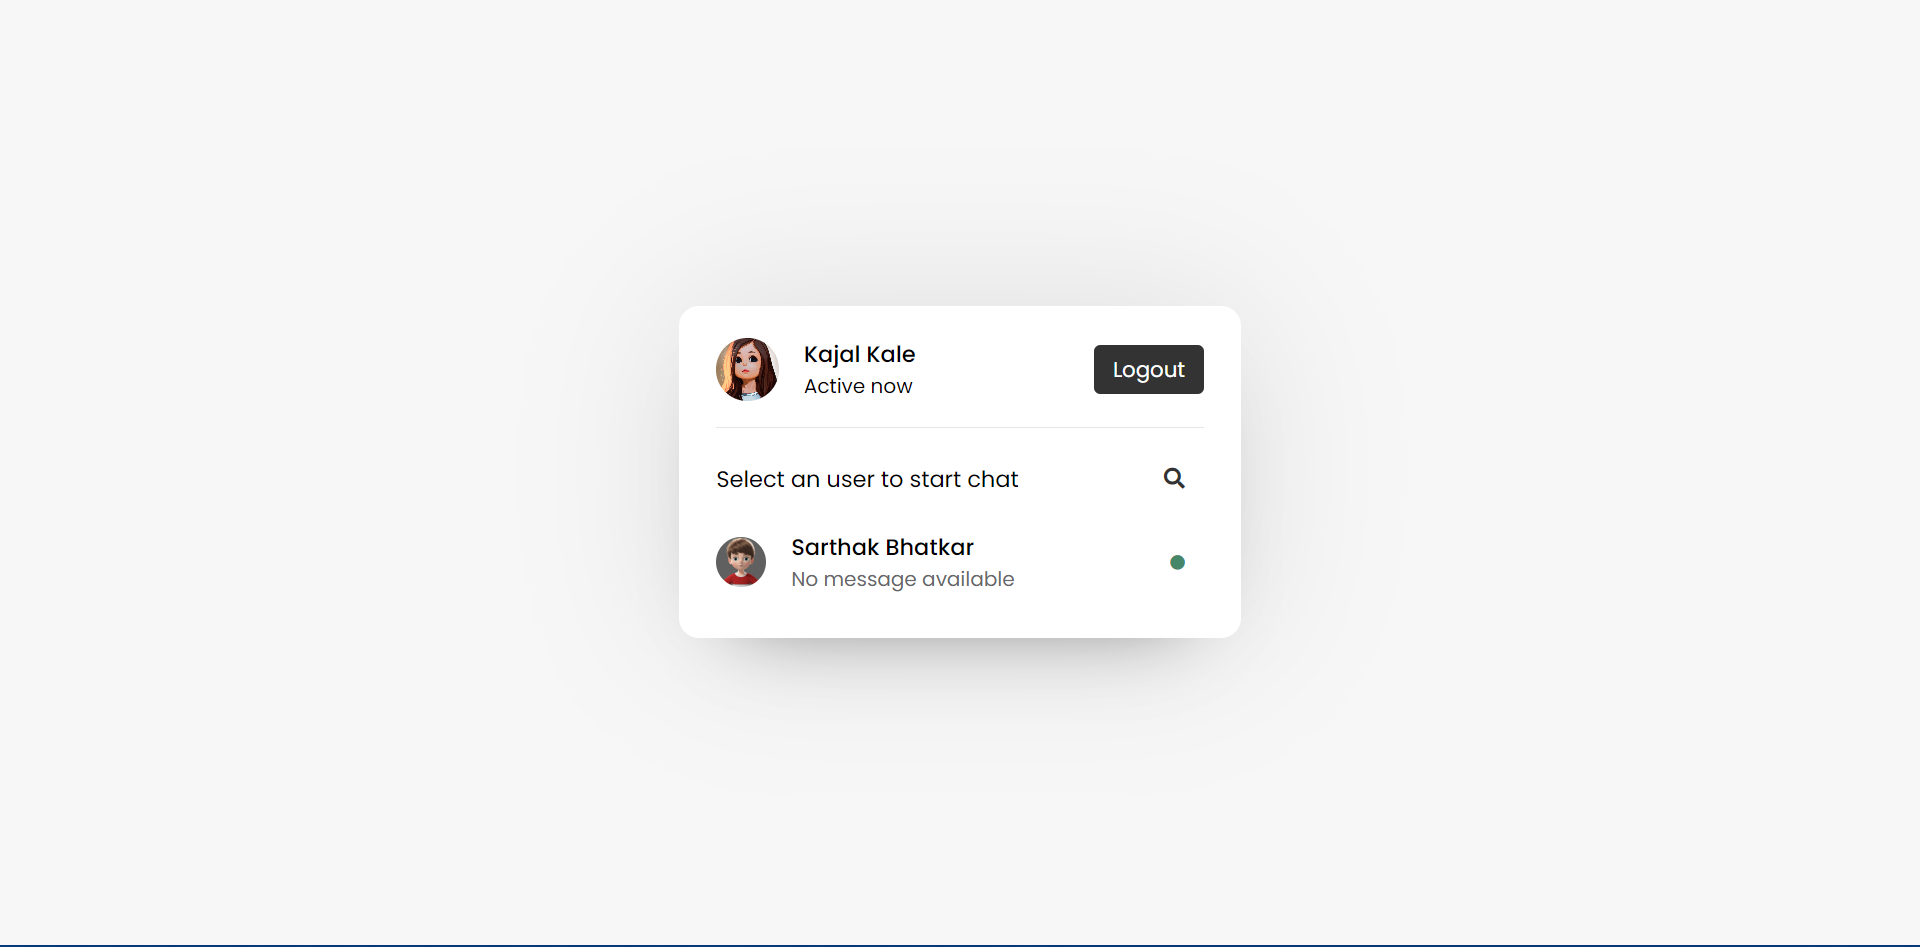 Kajal Kale
Active now
Logout
Select an user to start chat
Sarthak Bhatkar
No message available